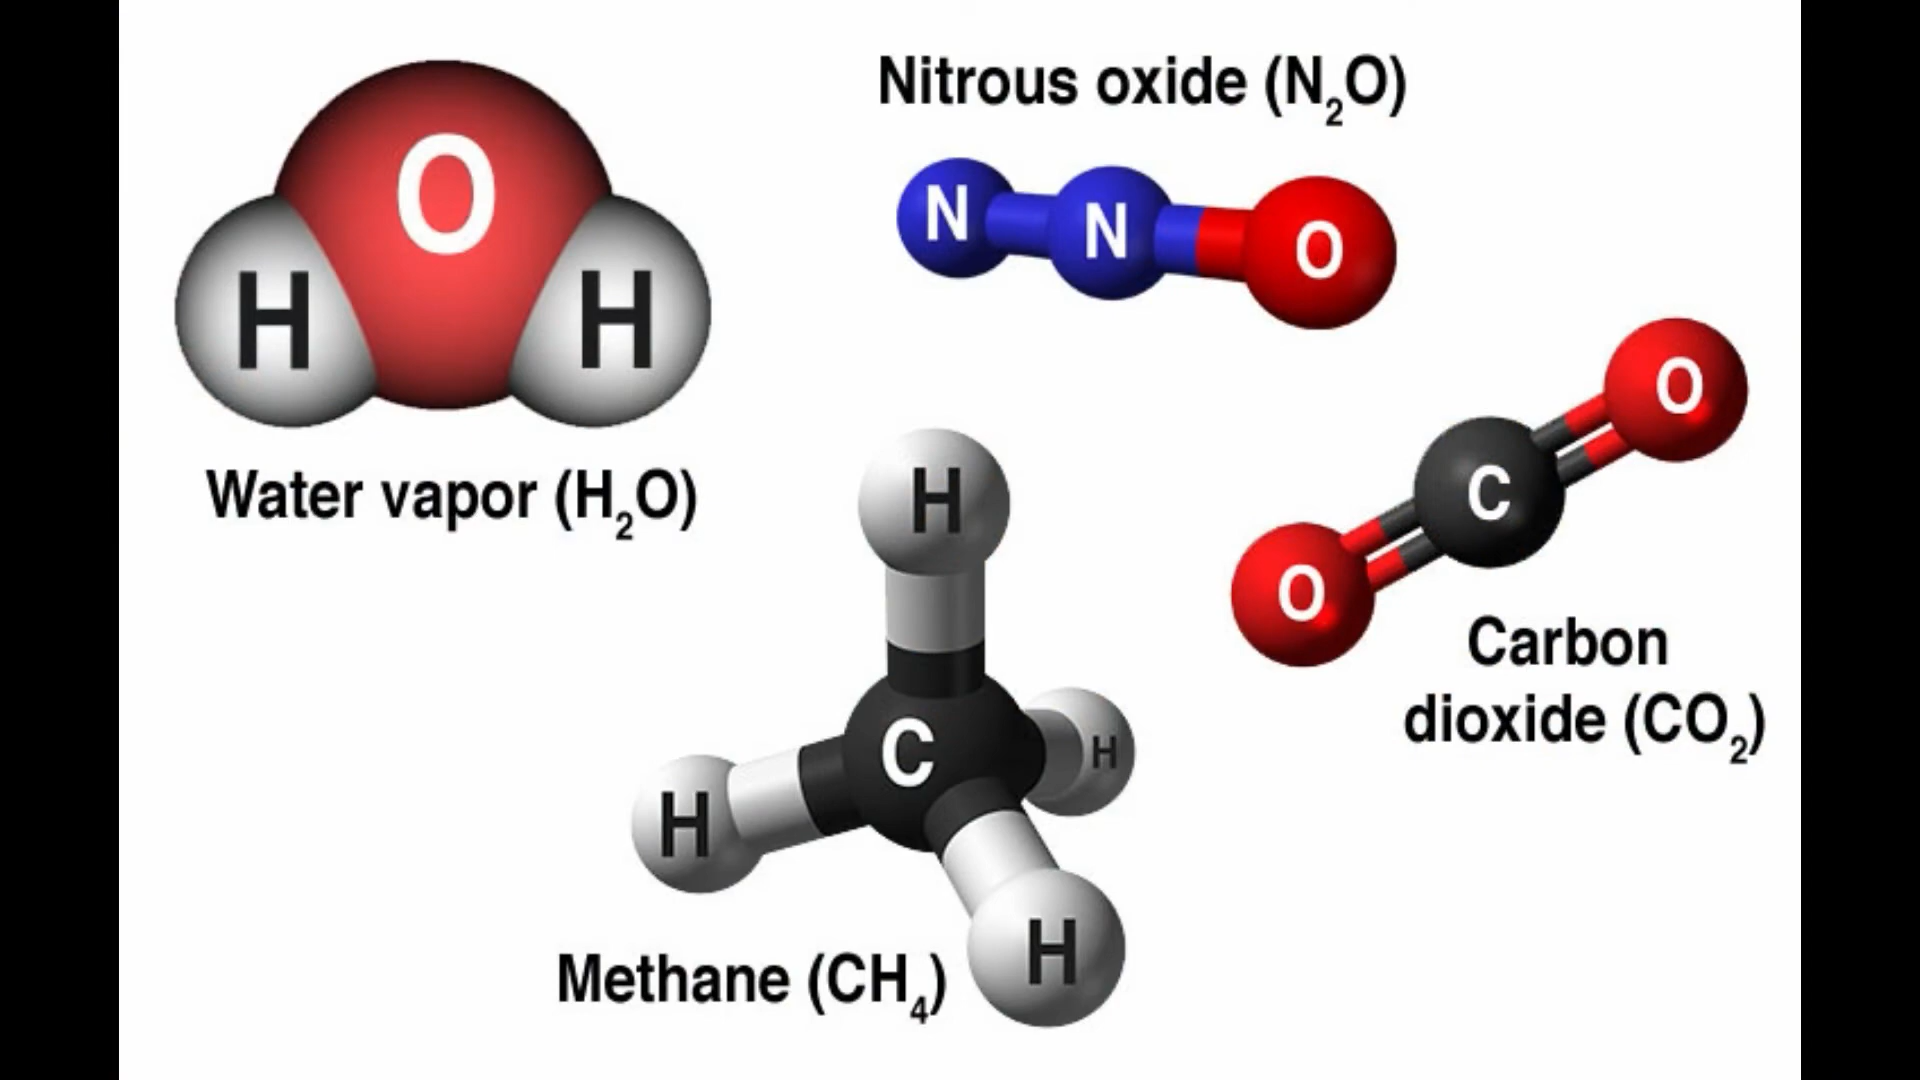 Nitrous oxide (N₂O)
O
H H
N N O
Water vapor (H₂O)
O
C
O
Carbon
dioxide (CO₂)
H
C
H
H
H
Methane (CH₄)